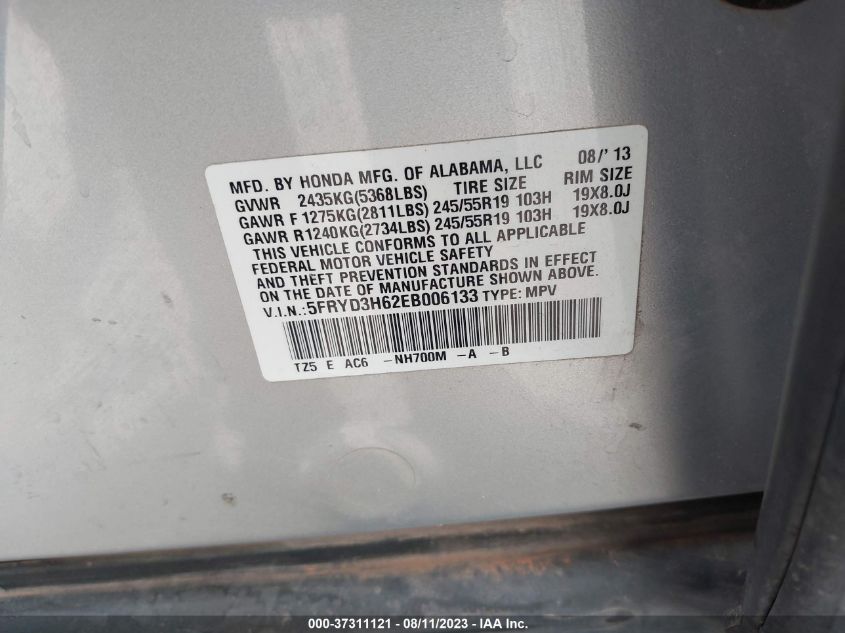 MFD. BY HONDA MFG. OF ALABAMA, LLC 08/' 13
GVWR 2435KG(5368LBS) TIRE SIZE RIM SIZE
GAWR F 1275KG(2811LBS) 245/55R19 103H 19X8.0J
GAWR R1240KG(2734LBS) 245/55R19 103H 19X8.0J
THIS VEHICLE CONFORMS TO ALL APPLICABLE
FEDERAL MOTOR VEHICLE SAFETY
AND THEFT PREVENTION STANDARDS IN EFFECT
ON THE DATE OF MANUFACTURE SHOWN ABOVE.
V.I.N.:5FRYD3H62EB006133 TYPE: MPV
TZ5 E AC6 -NH700M -A -B
000-37311121 - 08/11/2023 - IAA Inc.